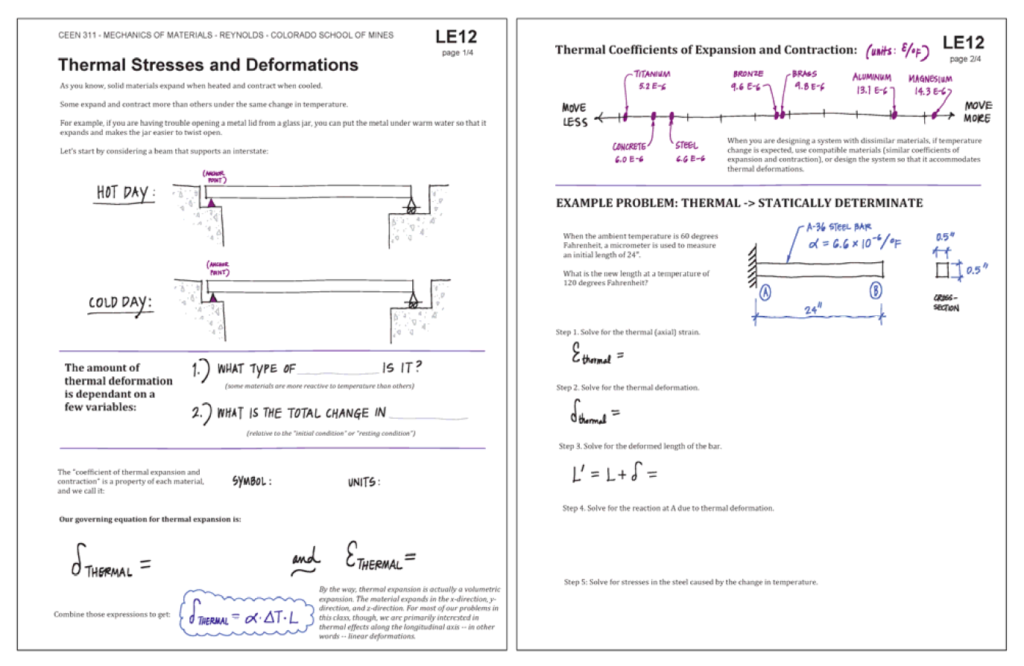 CEEN 311 - MECHANICS OF MATERIALS - REYNOLDS - COLORADO SCHOOL OF MINES
LE12
page 1/4
Thermal Stresses and Deformations
As you know, solid materials expand when heated and contract when cooled.
Some expand and contract more than others under the same change in temperature.
For example, if you are having trouble opening a metal lid from a glass jar, you can put the metal under warm water so that it
expands and makes the jar easier to twist open.
Let's start by considering a beam that supports an interstate:
(ANCHOR
POINT)
HOT DAY:
(ANCHOR
POINT)
COLD DAY:
The amount of
thermal deformation
is dependant on a
few variables:
1.) WHAT TYPE OF ____________ IS IT?
(some materials are more reactive to temperature than others)
2.) WHAT IS THE TOTAL CHANGE IN ____________
(relative to the "initial condition" or "resting condition")
The "coefficient of thermal expansion and
contraction" is a property of each material,
and we call it:
SYMBOL:
UNITS:
Our governing equation for thermal expansion is:
δ THERMAL =
and
ε THERMAL =
Combine those expressions to get:
δ THERMAL = α·ΔT·L
By the way, thermal expansion is actually a volumetric
expansion. The material expands in the x-direction, y-
direction, and z-direction. For most of our problems in
this class, though, we are primarily interested in
thermal effects along the longitudinal axis -- in other
words -- linear deformations.
Thermal Coefficients of Expansion and Contraction: (UNITS: ε/°F)
LE12
page 2/4
TITANIUM
5.2 E-6
BRONZE
9.6 E-6
BRASS
9.8 E-6
ALUMINUM
13.1 E-6
MAGNESIUM
14.3 E-6
MOVE
LESS
MOVE
MORE
CONCRETE
6.0 E-6
STEEL
6.6 E-6
When you are designing a system with dissimilar materials, if temperature
change is expected, use compatible materials (similar coefficients of
expansion and contraction), or design the system so that it accommodates
thermal deformations.
EXAMPLE PROBLEM: THERMAL -> STATICALLY DETERMINATE
When the ambient temperature is 60 degrees
Fahrenheit, a micrometer is used to measure
an initial length of 24".
What is the new length at a temperature of
120 degrees Fahrenheit?
A-36 STEEL BAR
α = 6.6 × 10⁻⁶/°F
A
B
24"
0.5"
0.5"
CROSS-
SECTION
Step 1. Solve for the thermal (axial) strain.
ε thermal =
Step 2. Solve for the thermal deformation.
δ thermal =
Step 3. Solve for the deformed length of the bar.
L' = L + δ =
Step 4. Solve for the reaction at A due to thermal deformation.
Step 5: Solve for stresses in the steel caused by the change in temperature.